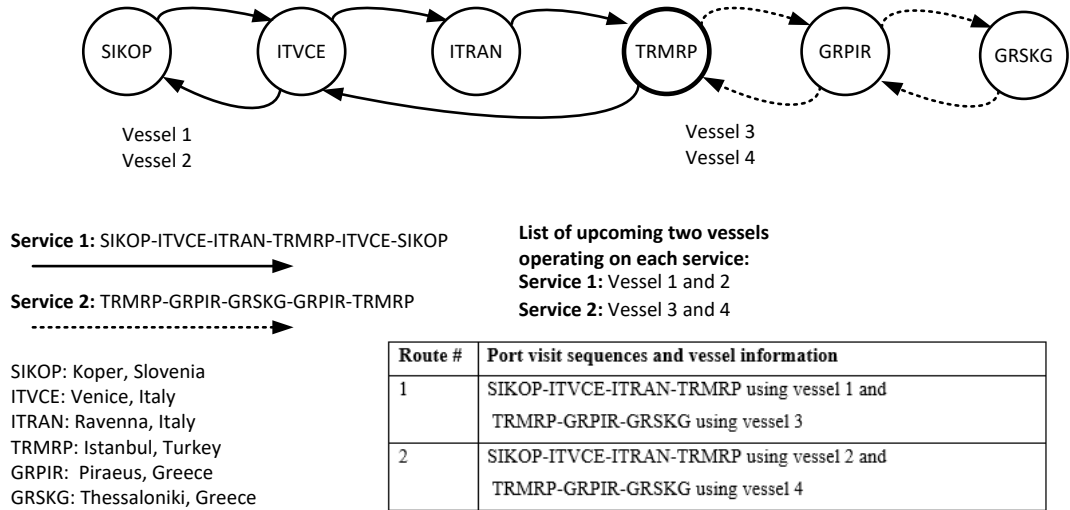 SIKOP
ITVCE
ITRAN
TRMRP
GRPIR
GRSKG
Vessel 1
Vessel 2
Vessel 3
Vessel 4
Service 1: SIKOP-ITVCE-ITRAN-TRMRP-ITVCE-SIKOP
Service 2: TRMRP-GRPIR-GRSKG-GRPIR-TRMRP
List of upcoming two vessels
operating on each service:
Service 1: Vessel 1 and 2
Service 2: Vessel 3 and 4
SIKOP: Koper, Slovenia
ITVCE: Venice, Italy
ITRAN: Ravenna, Italy
TRMRP: Istanbul, Turkey
GRPIR:  Piraeus, Greece
GRSKG: Thessaloniki, Greece
Route # Port visit sequences and vessel information
1 SIKOP-ITVCE-ITRAN-TRMRP using vessel 1 and
TRMRP-GRPIR-GRSKG using vessel 3
2 SIKOP-ITVCE-ITRAN-TRMRP using vessel 2 and
TRMRP-GRPIR-GRSKG using vessel 4